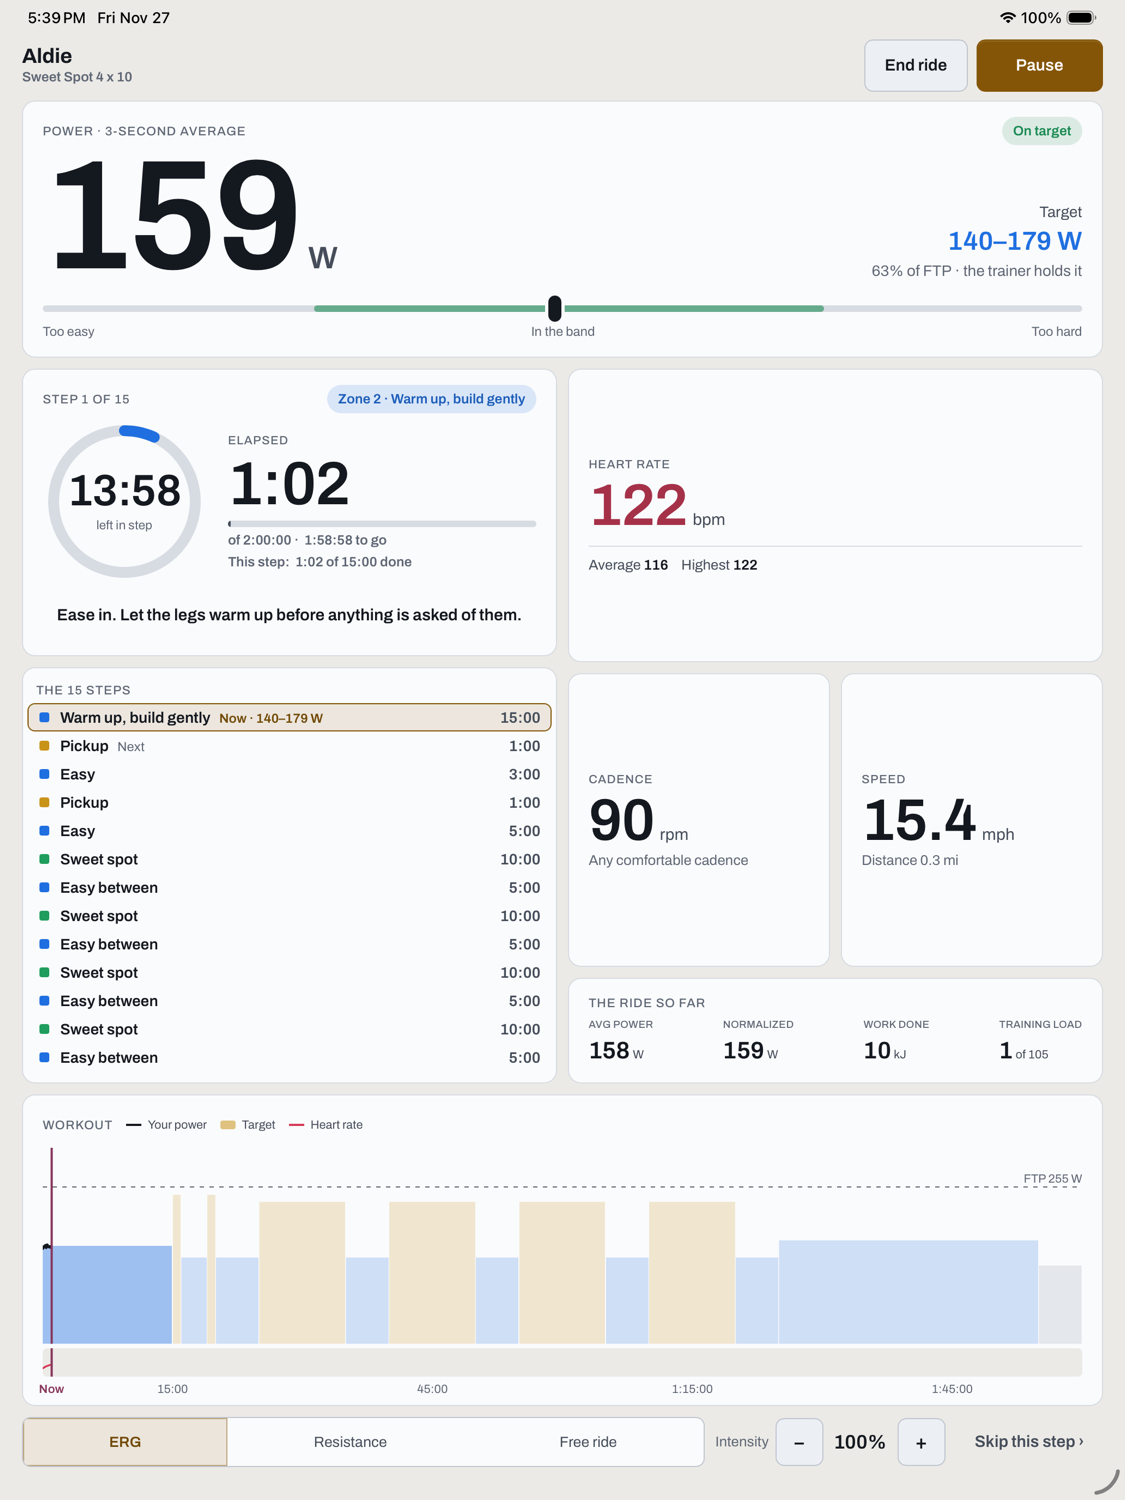 5:39 PM Fri Nov 27
100%
Aldie
Sweet Spot 4 x 10
End ride
Pause
POWER · 3-SECOND AVERAGE
On target
159 W
Target
140–179 W
63% of FTP · the trainer holds it
Too easy
In the band
Too hard
STEP 1 OF 15
Zone 2 · Warm up, build gently
13:58
left in step
ELAPSED
1:02
of 2:00:00 · 1:58:58 to go
This step: 1:02 of 15:00 done
Ease in. Let the legs warm up before anything is asked of them.
HEART RATE
122 bpm
Average 116 Highest 122
THE 15 STEPS
Warm up, build gently Now · 140–179 W 15:00
Pickup Next 1:00
Easy 3:00
Pickup 1:00
Easy 5:00
Sweet spot 10:00
Easy between 5:00
Sweet spot 10:00
Easy between 5:00
Sweet spot 10:00
Easy between 5:00
Sweet spot 10:00
Easy between 5:00
CADENCE
90 rpm
Any comfortable cadence
SPEED
15.4 mph
Distance 0.3 mi
THE RIDE SO FAR
AVG POWER NORMALIZED WORK DONE TRAINING LOAD
158 W 159 W 10 kJ 1 of 105
WORKOUT Your power Target Heart rate
FTP 255 W
Now 15:00 45:00 1:15:00 1:45:00
ERG Resistance Free ride Intensity − 100% + Skip this step ›